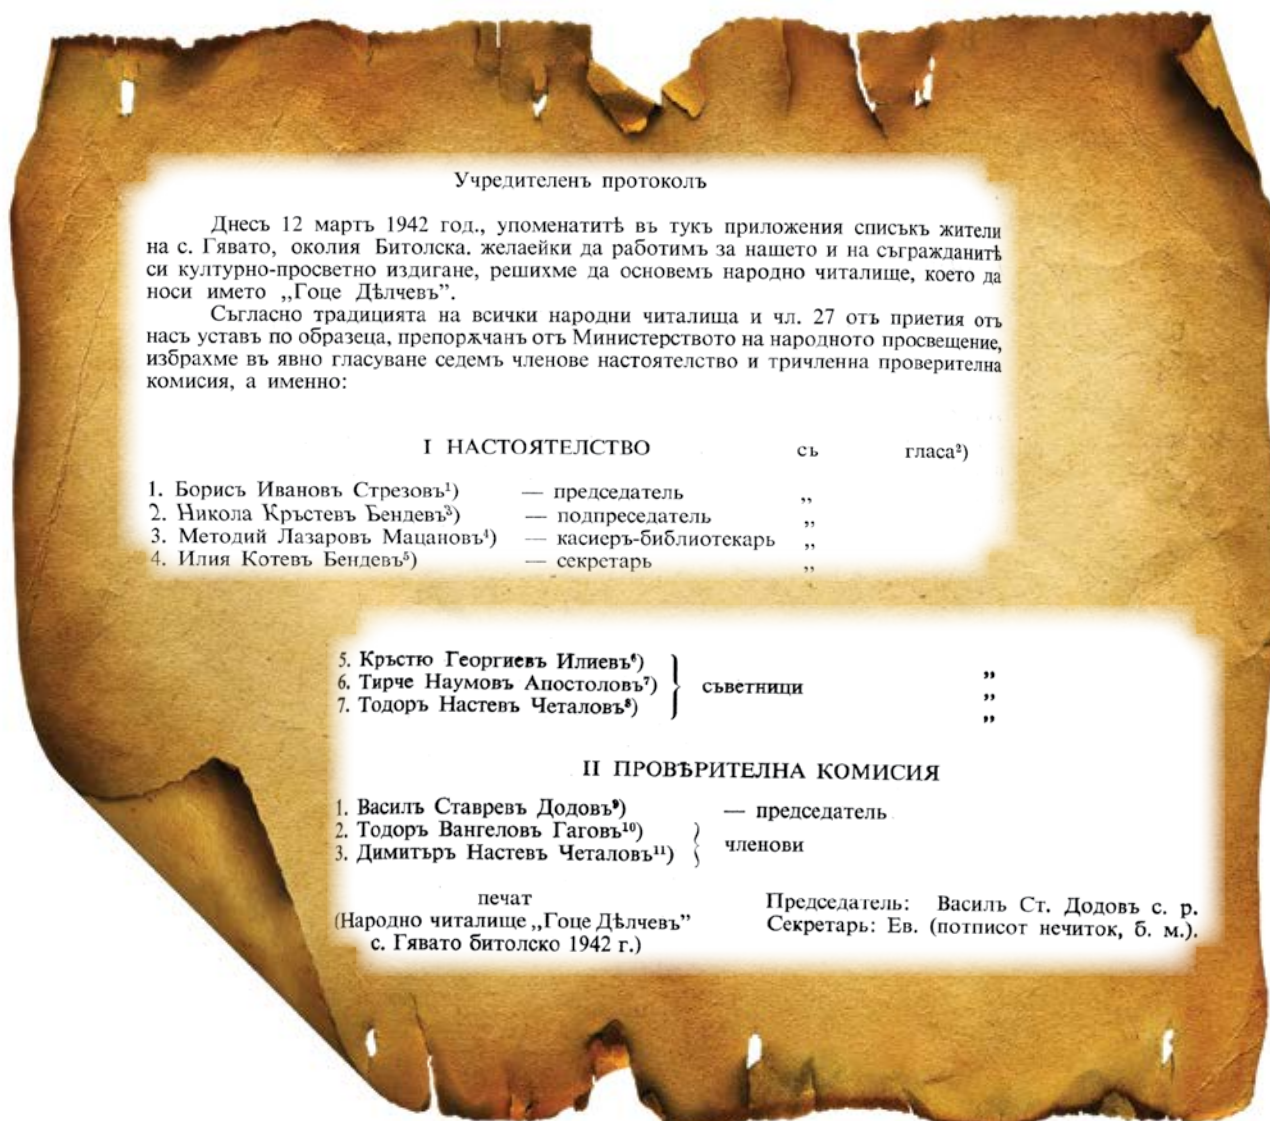 Учредителенъ протоколъ
Днесъ 12 мартъ 1942 год., упоменатитѣ въ тукъ приложения списъкъ жители
на с. Гявато, околия Битолска. желаейки да работимъ за нашето и на съгражданитѣ
си културно-просветно издигане, решихме да основемъ народно читалище, което да
носи името „Гоце Дѣлчевъ”.
Съгласно традицията на всички народни читалища и чл. 27 отъ приетия отъ
насъ уставъ по образеца, препорѫчанъ отъ Министерството на народното просвещение,
избрахме въ явно гласуване седемъ членове настоятелство и тричленна проверителна
комисия, а именно:
I НАСТОЯТЕЛСТВО съ гласа²)
1. Борисъ Ивановъ Стрезовъ¹) — председатель „
2. Никола Кръстевъ Бендевъ³) — подпреседатель „
3. Методий Лазаровъ Мацановъ⁴) — касиеръ-библиотекарь „
4. Илия Котевъ Бендевъ⁵) — секретарь „
5. Кръстю Георгиевъ Илиевъ⁶) „
6. Тирче Наумовъ Апостоловъ⁷) } съветници „
7. Тодоръ Настевъ Четаловъ⁸) „
II ПРОВѢРИТЕЛНА КОМИСИЯ
1. Василъ Ставревъ Додовъ⁹) — председатель
2. Тодоръ Вангеловъ Гаговъ¹⁰) } членови
3. Димитъръ Настевъ Четаловъ¹¹)
печат
(Народно читалище „Гоце Дѣлчевъ”
с. Гявато битолско 1942 г.)
Председатель: Василъ Ст. Додовъ с. р.
Секретарь: Ев. (потписот нечиток, б. м.).